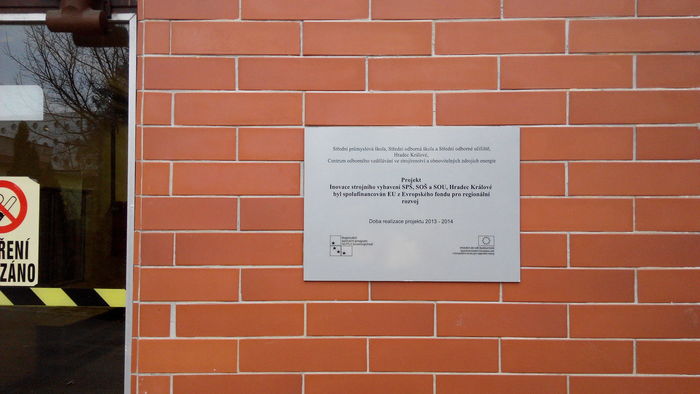 Střední průmyslová škola, Střední odborná škola a Střední odborné učiliště,
Hradec Králové,
Centrum odborného vzdělávání ve strojírenství a obnovitelných zdrojích energie
Projekt
Inovace strojního vybavení SPŠ, SOŠ a SOU, Hradec Králové
byl spolufinancován EU z Evropského fondu pro regionální
rozvoj
Doba realizace projektu 2013 - 2014
ŘENÍ
ZÁNO